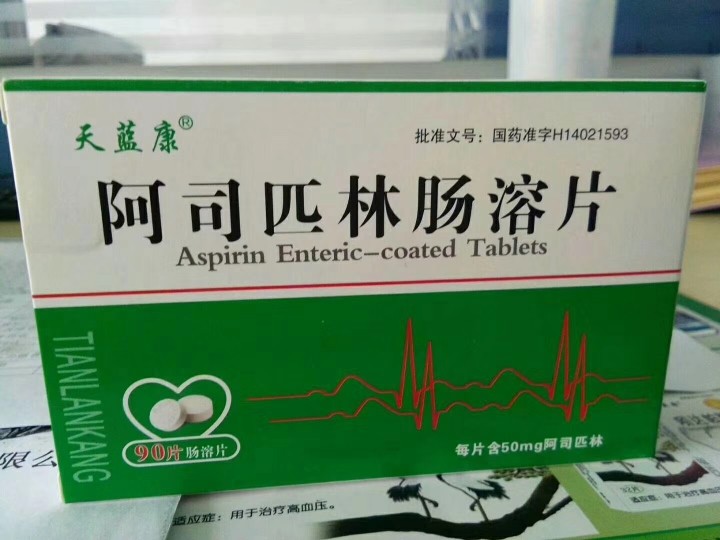 天蓝康®
批准文号：国药准字H14021593
阿司匹林肠溶片
Aspirin Enteric-coated Tablets
TIANLANKANG
90片肠溶片
每片含50mg阿司匹林
限么
适应症：用于治疗高血压。